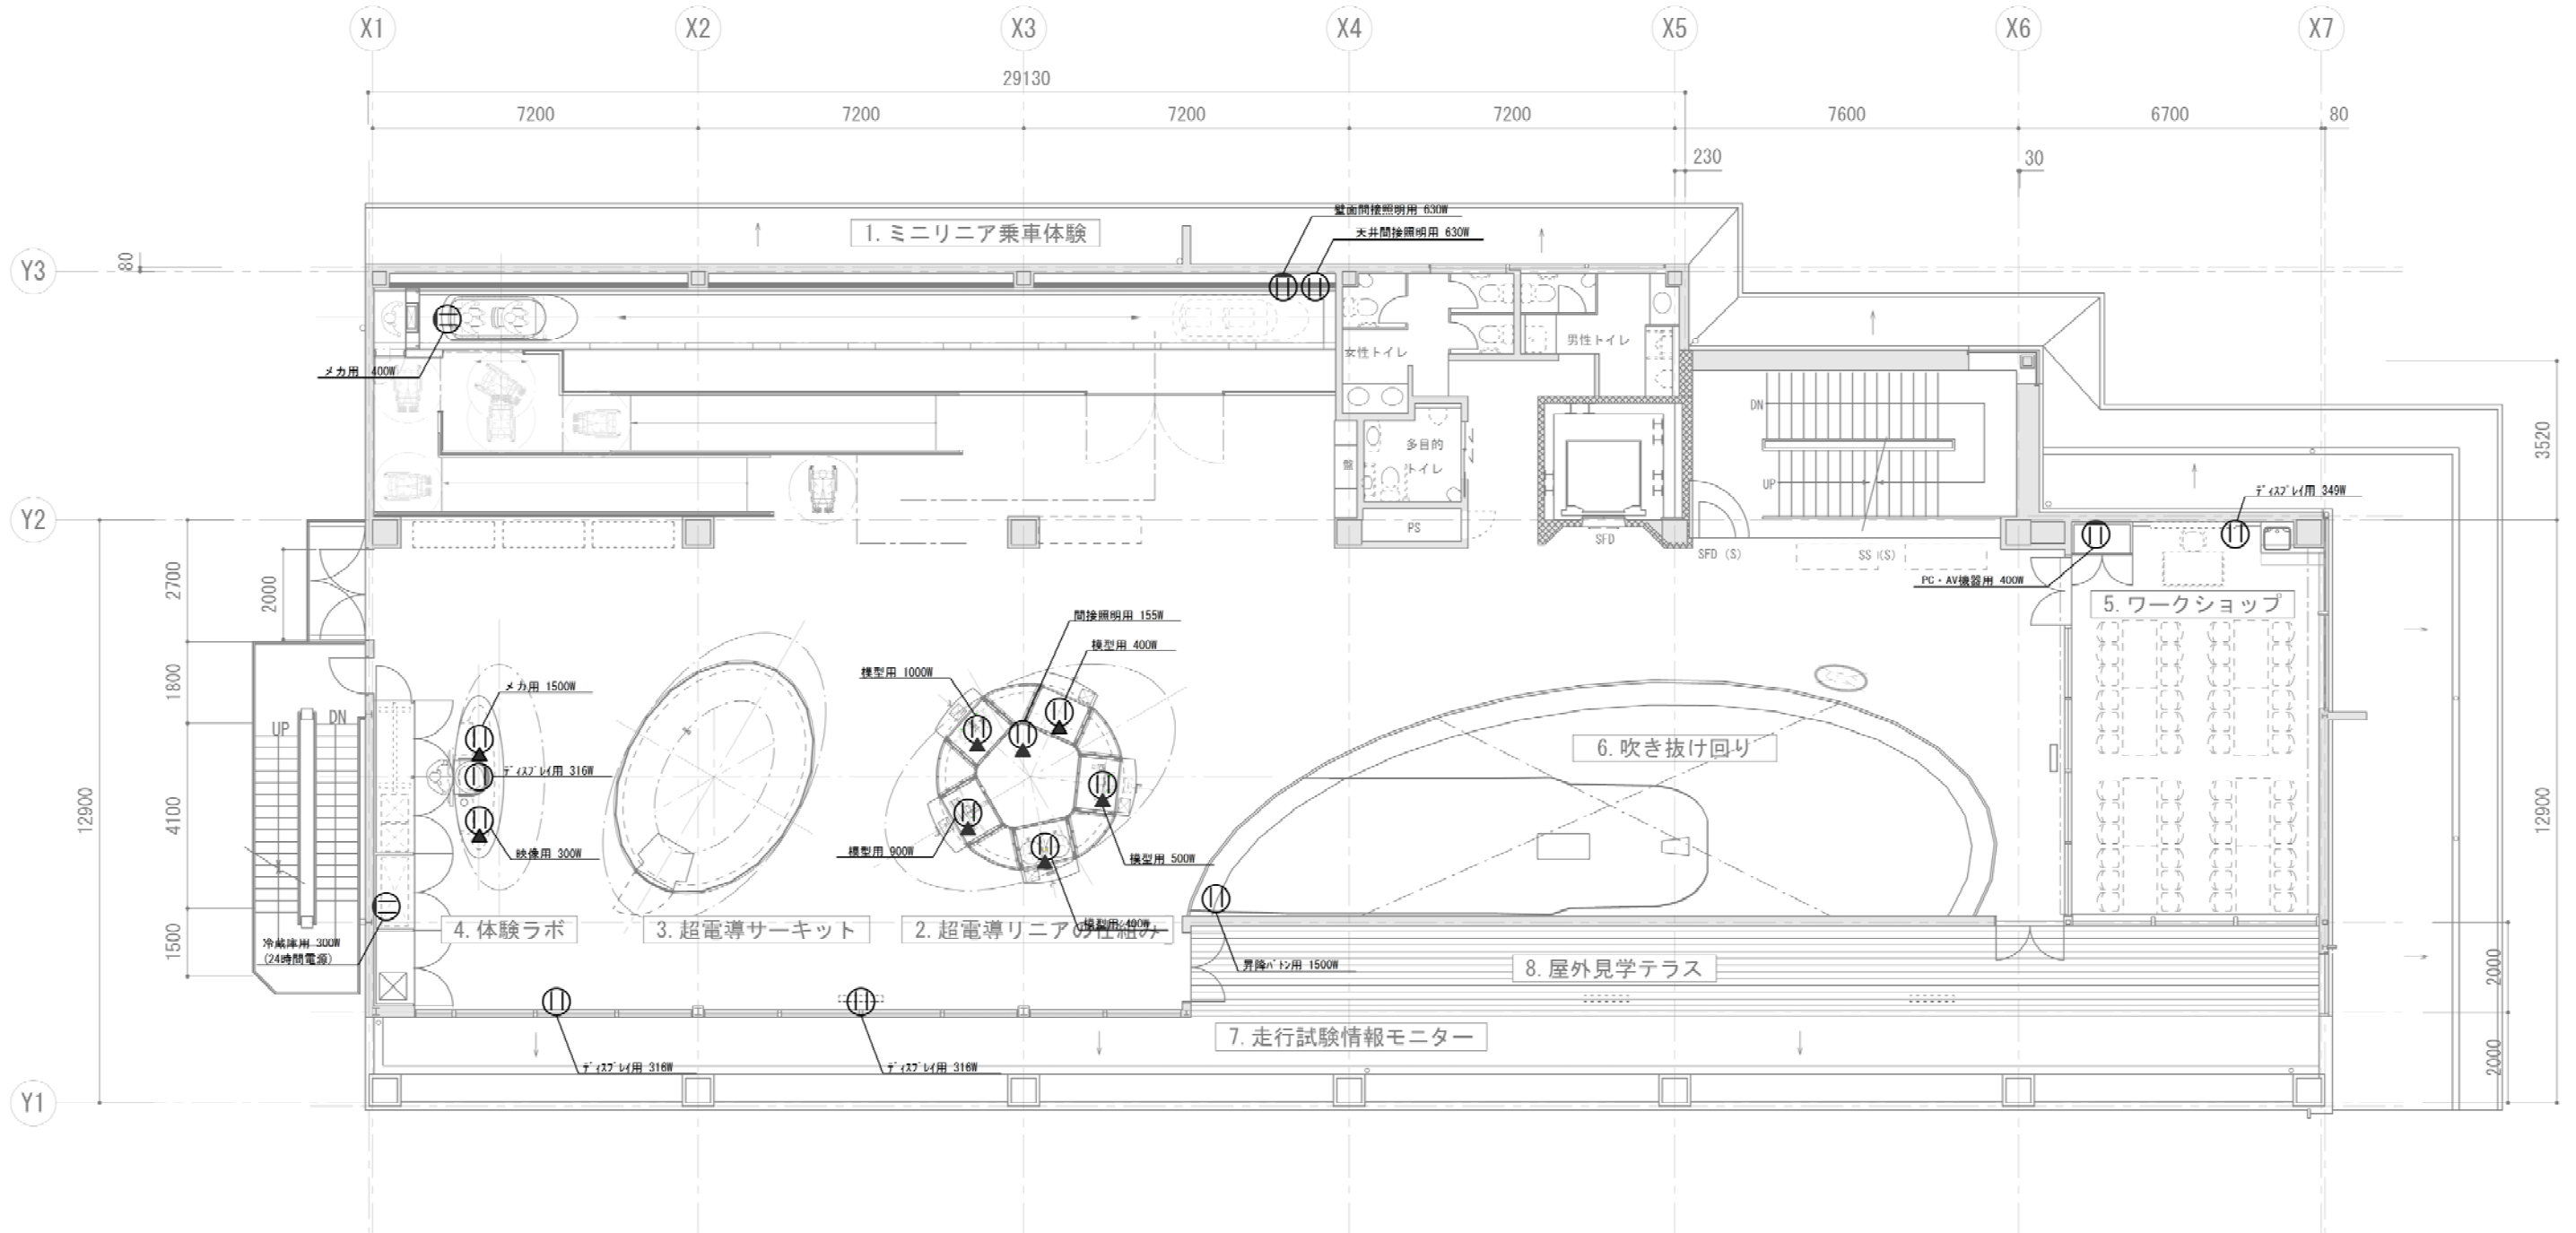 X1 X2 X3 X4 X5 X6 X7
29130
7200 7200 7200 7200 7600 6700 80
230 30
壁面間接照明用 630W
1. ミニリニア乗車体験
天井間接照明用 630W
Y3
80
メカ用 400W
女性トイレ
男性トイレ
DN
UP
多目的
トイレ
盤
3520
ディスプレイ用 349W
Y2
PS
SFD
SFD (S)
SS (S)
PC・AV機器用 400W
5. ワークショップ
2700
2000
間接照明用 155W
模型用 400W
模型用 1000W
1800
メカ用 1500W
UP
DN
6. 吹き抜け回り
ディスプレイ用 316W
12900
4100
12900
映像用 300W
模型用 900W
模型用 500W
模型用 400W
1500
冷蔵庫用 300W
(24時間電源)
4. 体験ラボ
3. 超電導サーキット
2. 超電導リニアの仕組み
昇降バトン用 1500W
8. 屋外見学テラス
2000
7. 走行試験情報モニター
ディスプレイ用 316W
ディスプレイ用 316W
2000
Y1